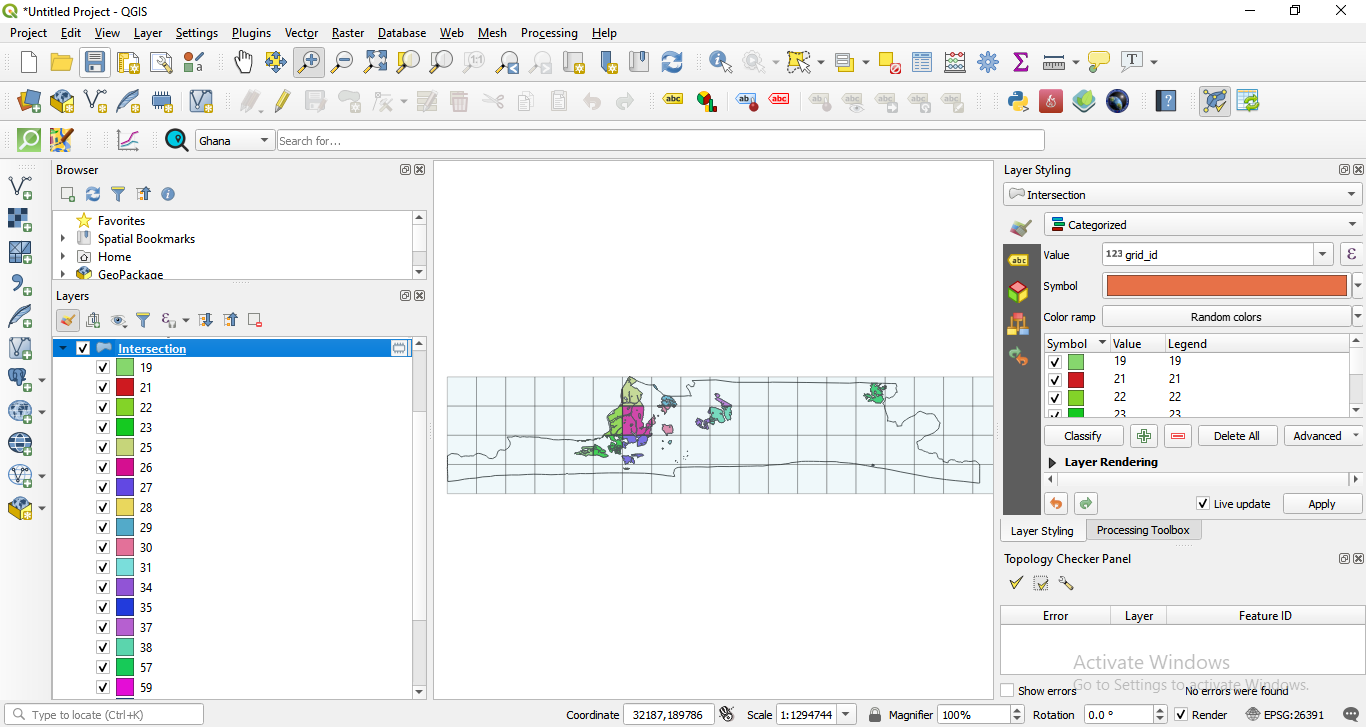 *Untitled Project - QGIS
Project Edit View Layer Settings Plugins Vector Raster Database Web Mesh Processing Help
Ghana Search for...
Browser
Favorites
Spatial Bookmarks
Home
GeoPackage
Layers
Intersection
19
21
22
23
25
26
27
28
29
30
31
34
35
37
38
57
59
Layer Styling
Intersection
Categorized
Value 123 grid_id
Symbol
Color ramp Random colors
Symbol Value Legend
19 19
21 21
22 22
23 23
Classify Delete All Advanced
Layer Rendering
Live update Apply
Layer Styling Processing Toolbox
Topology Checker Panel
Error Layer Feature ID
Activate Windows
Go to Settings to activate Windows.
Show errors No errors were found
Type to locate (Ctrl+K) Coordinate 32187,189786 Scale 1:1294744 Magnifier 100% Rotation 0.0 ° Render EPSG:26391